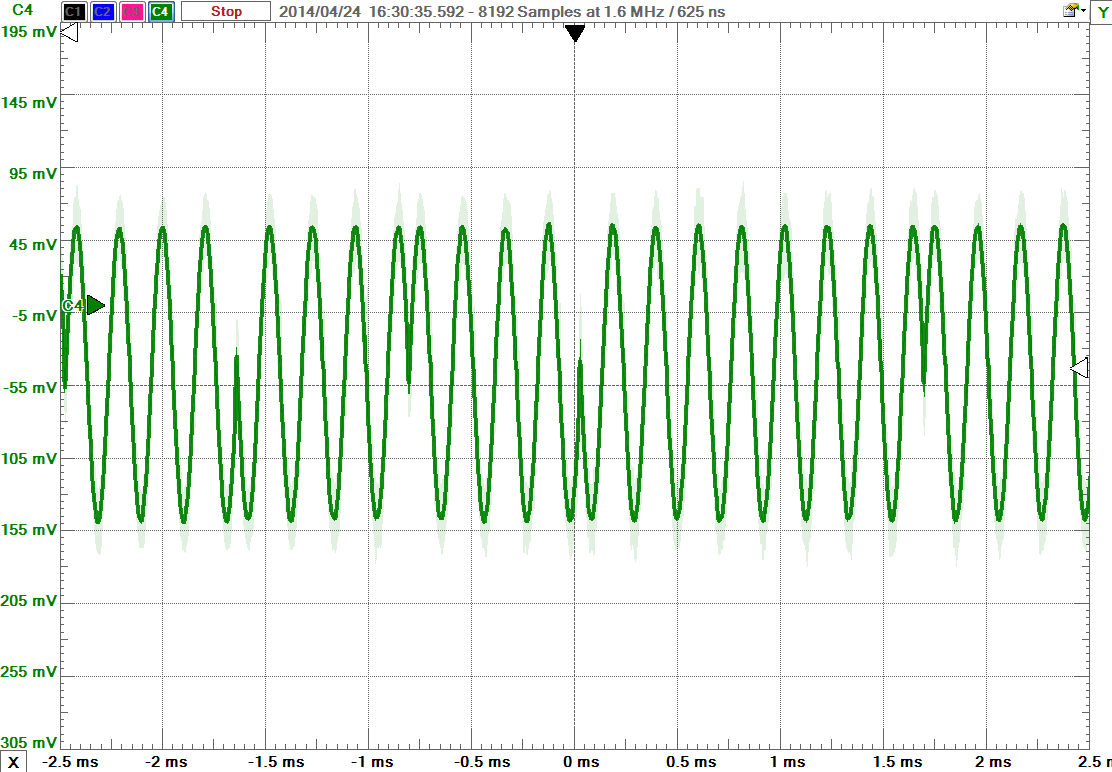 C4 C1 C2 C3 C4 Stop 2014/04/24 16:30:35.592 - 8192 Samples at 1.6 MHz / 625 ns Y
195 mV
145 mV
95 mV
45 mV
C4
-5 mV
-55 mV
105 mV
155 mV
205 mV
255 mV
305 mV
X -2.5 ms -2 ms -1.5 ms -1 ms -0.5 ms 0 ms 0.5 ms 1 ms 1.5 ms 2 ms 2.5 m